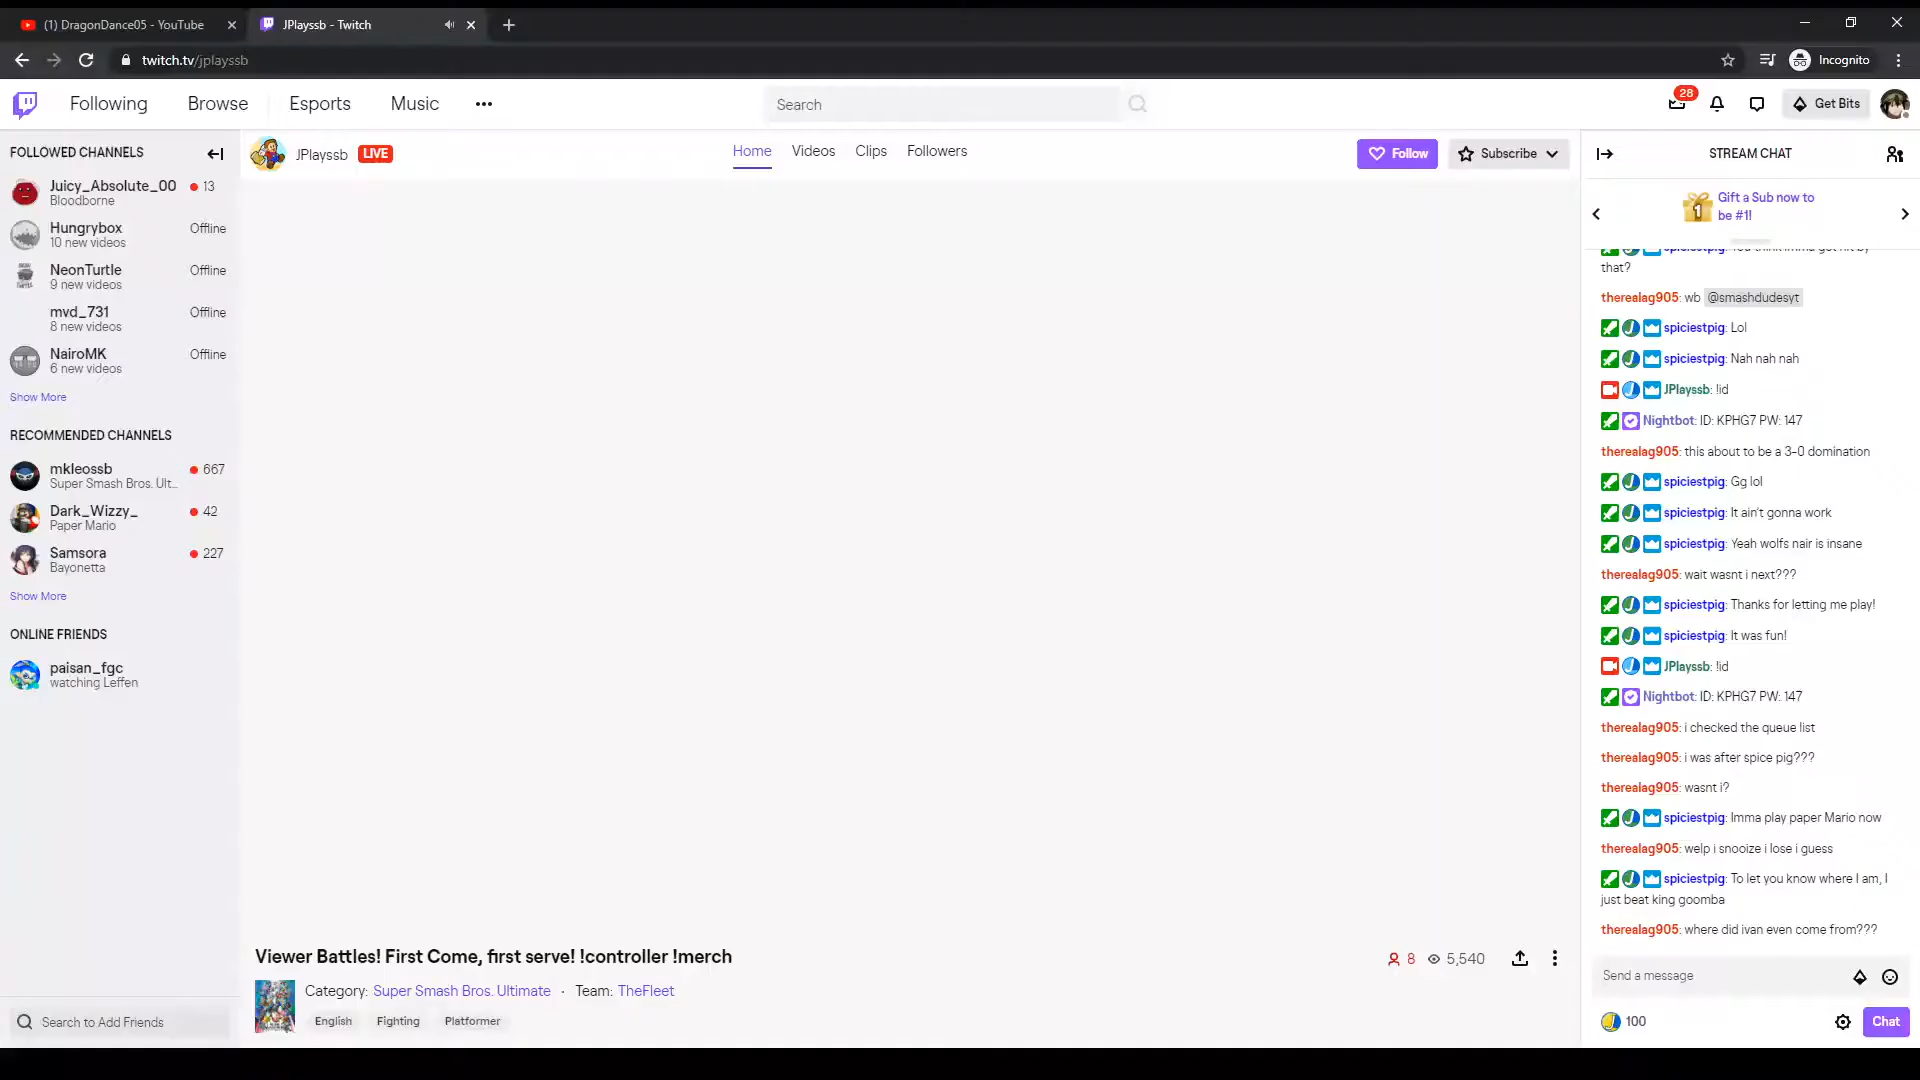 (1) DragonDance05 - YouTube
JPlayssb - Twitch
twitch.tv/jplayssb
Incognito
Following
Browse
Esports
Music
Search
28
Get Bits
FOLLOWED CHANNELS
Juicy_Absolute_00
13
Bloodborne
Hungrybox
Offline
10 new videos
NeonTurtle
Offline
9 new videos
mvd_731
Offline
8 new videos
NairoMK
Offline
6 new videos
Show More
RECOMMENDED CHANNELS
mkleossb
667
Super Smash Bros. Ult...
Dark_Wizzy_
42
Paper Mario
Samsora
227
Bayonetta
Show More
ONLINE FRIENDS
paisan_fgc
watching Leffen
Search to Add Friends
JPlayssb
LIVE
Home
Videos
Clips
Followers
Follow
Subscribe
Viewer Battles! First Come, first serve! !controller !merch
8
5,540
Category: Super Smash Bros. Ultimate · Team: TheFleet
English
Fighting
Platformer
STREAM CHAT
1
Gift a Sub now to
be #1!
that?
therealag905: wb @smashdudesyt
spiciestpig: Lol
spiciestpig: Nah nah nah
JPlayssb: !id
Nightbot: ID: KPHG7 PW: 147
therealag905: this about to be a 3-0 domination
spiciestpig: Gg lol
spiciestpig: It ain't gonna work
spiciestpig: Yeah wolfs nair is insane
therealag905: wait wasnt i next???
spiciestpig: Thanks for letting me play!
spiciestpig: It was fun!
JPlayssb: !id
Nightbot: ID: KPHG7 PW: 147
therealag905: i checked the queue list
therealag905: i was after spice pig???
therealag905: wasnt i?
spiciestpig: Imma play paper Mario now
therealag905: welp i snooize i lose i guess
spiciestpig: To let you know where I am, I
just beat king goomba
therealag905: where did ivan even come from???
Send a message
100
Chat